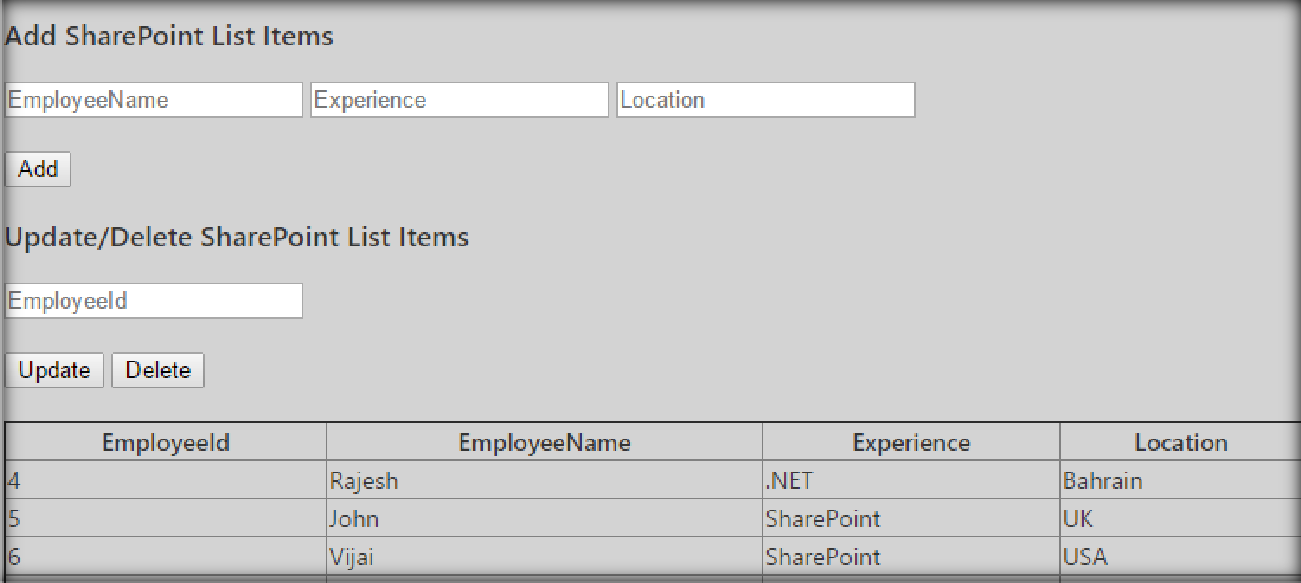 Add SharePoint List Items
EmployeeName Experience Location
Add
Update/Delete SharePoint List Items
EmployeeId
Update Delete
EmployeeId EmployeeName Experience Location
4 Rajesh .NET Bahrain
5 John SharePoint UK
6 Vijai SharePoint USA